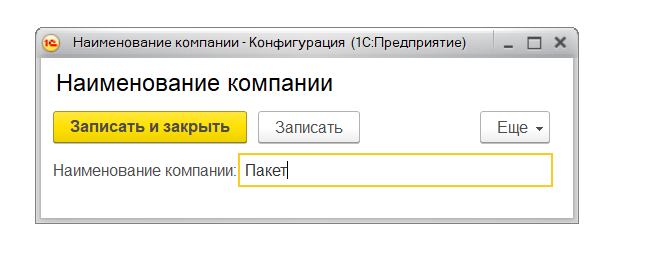 1С Наименование компании - Конфигурация (1С:Предприятие)
Наименование компании
Записать и закрыть Записать Еще
Наименование компании: Пакет